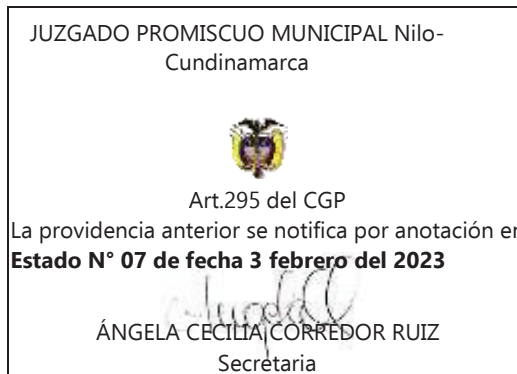 JUZGADO PROMISCUO MUNICIPAL Nilo-
Cundinamarca
Art.295 del CGP
La providencia anterior se notifica por anotación en
Estado N° 07 de fecha 3 febrero del 2023
ÁNGELA CECILIA CORREDOR RUIZ
Secretaria